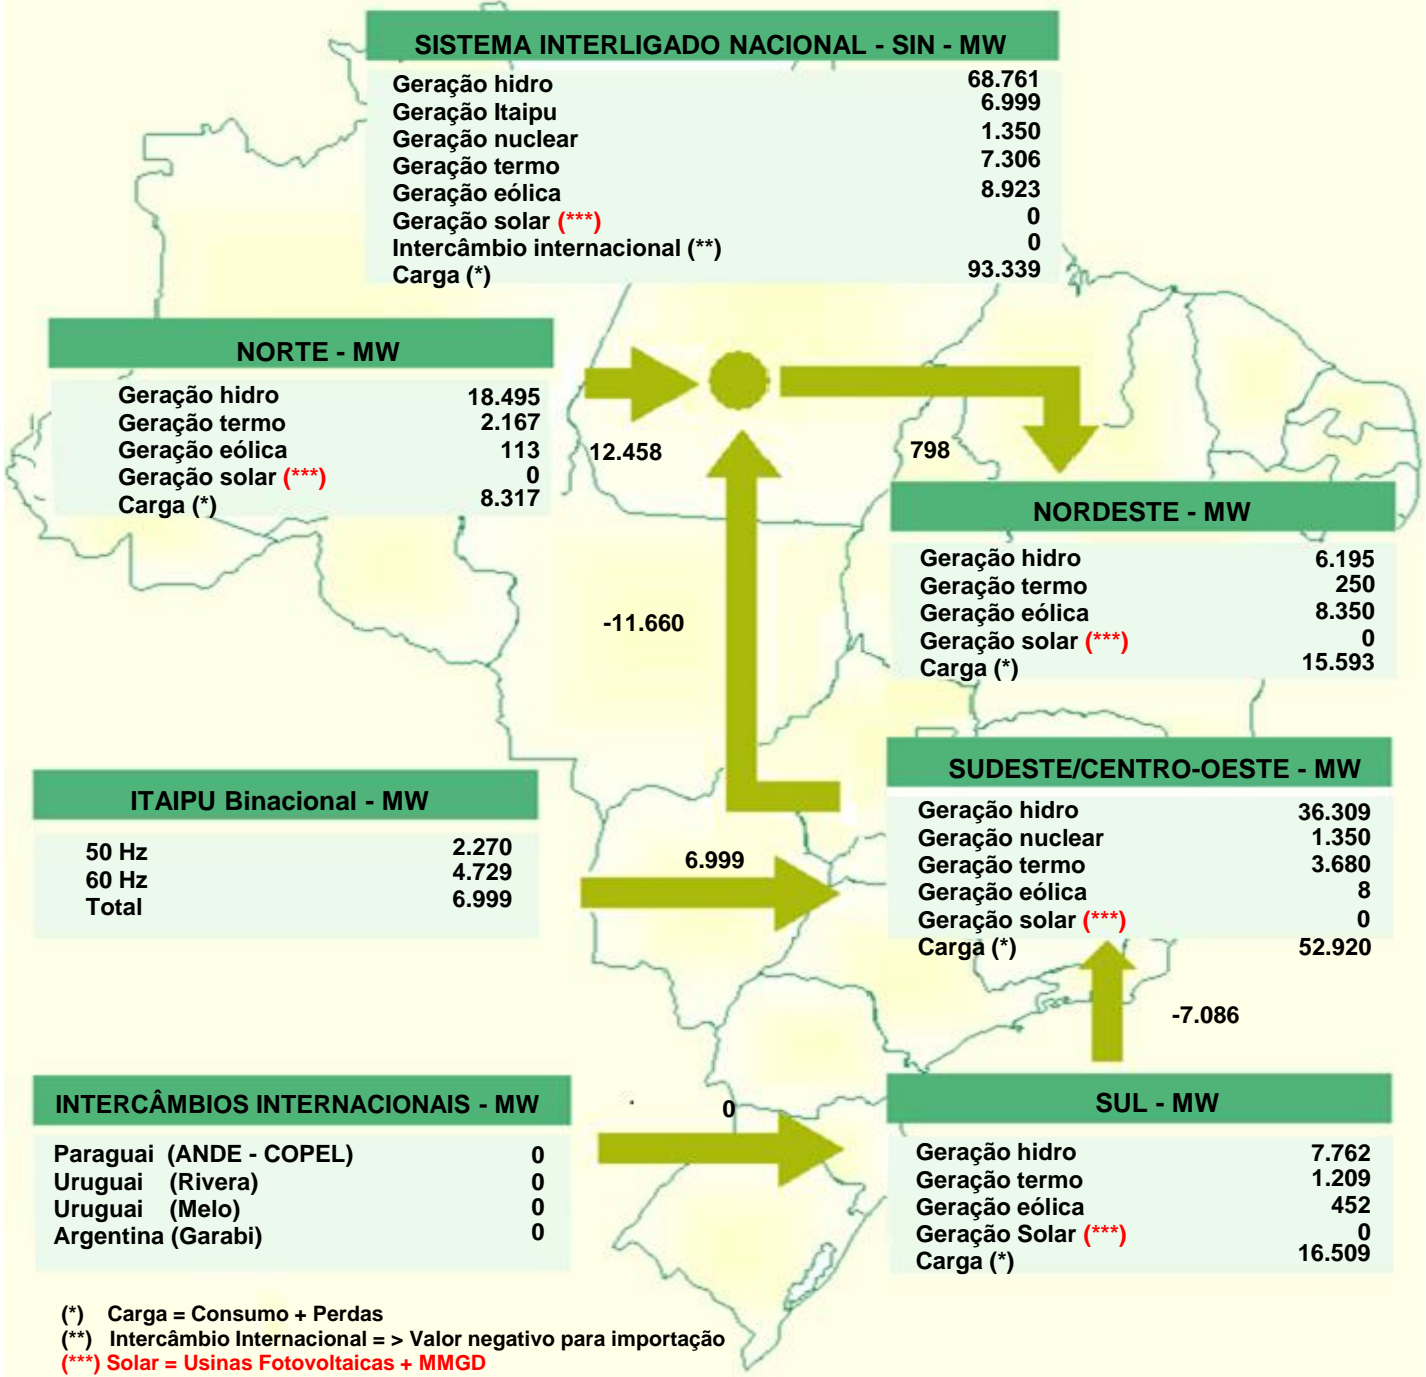 SISTEMA INTERLIGADO NACIONAL - SIN - MW
Geração hidro 68.761
Geração Itaipu 6.999
Geração nuclear 1.350
Geração termo 7.306
Geração eólica 8.923
Geração solar (***) 0
Intercâmbio internacional (**) 0
Carga (*) 93.339
NORTE - MW
Geração hidro 18.495
Geração termo 2.167
Geração eólica 113
Geração solar (***) 0
Carga (*) 8.317
12.458
798
NORDESTE - MW
Geração hidro 6.195
Geração termo 250
Geração eólica 8.350
Geração solar (***) 0
Carga (*) 15.593
-11.660
SUDESTE/CENTRO-OESTE - MW
Geração hidro 36.309
Geração nuclear 1.350
Geração termo 3.680
Geração eólica 8
Geração solar (***) 0
Carga (*) 52.920
ITAIPU Binacional - MW
50 Hz 2.270
60 Hz 4.729
Total 6.999
6.999
-7.086
INTERCÂMBIOS INTERNACIONAIS - MW
Paraguai (ANDE - COPEL) 0
Uruguai (Rivera) 0
Uruguai (Melo) 0
Argentina (Garabi) 0
0
SUL - MW
Geração hidro 7.762
Geração termo 1.209
Geração eólica 452
Geração Solar (***) 0
Carga (*) 16.509
(*) Carga = Consumo + Perdas
(**) Intercâmbio Internacional = > Valor negativo para importação
(***) Solar = Usinas Fotovoltaicas + MMGD